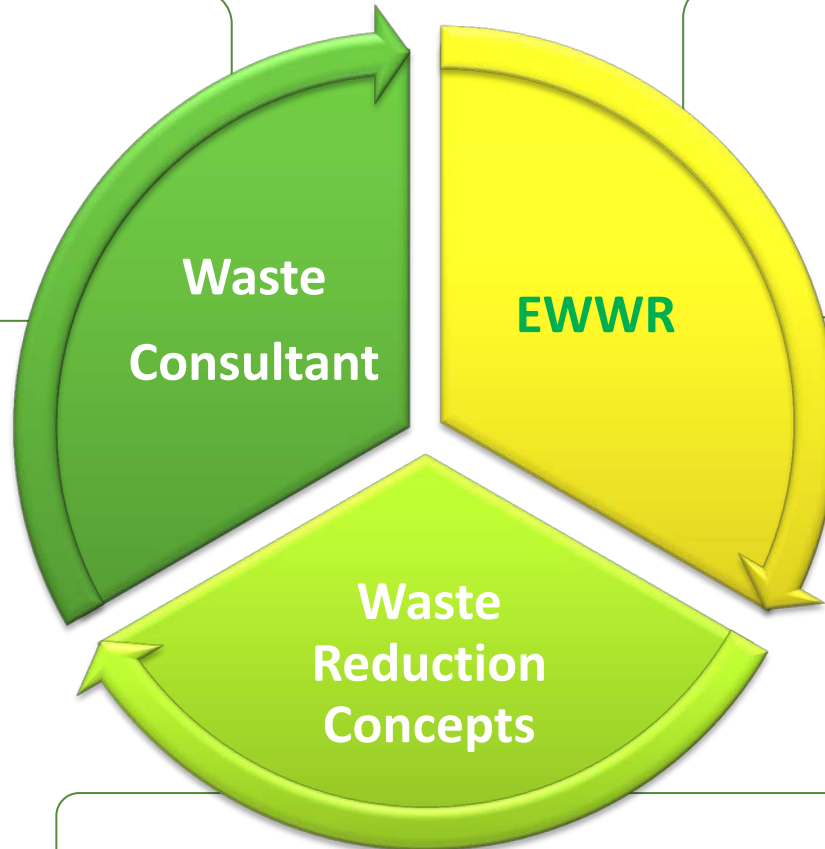 Waste
Consultant
EWWR
Waste
Reduction
Concepts